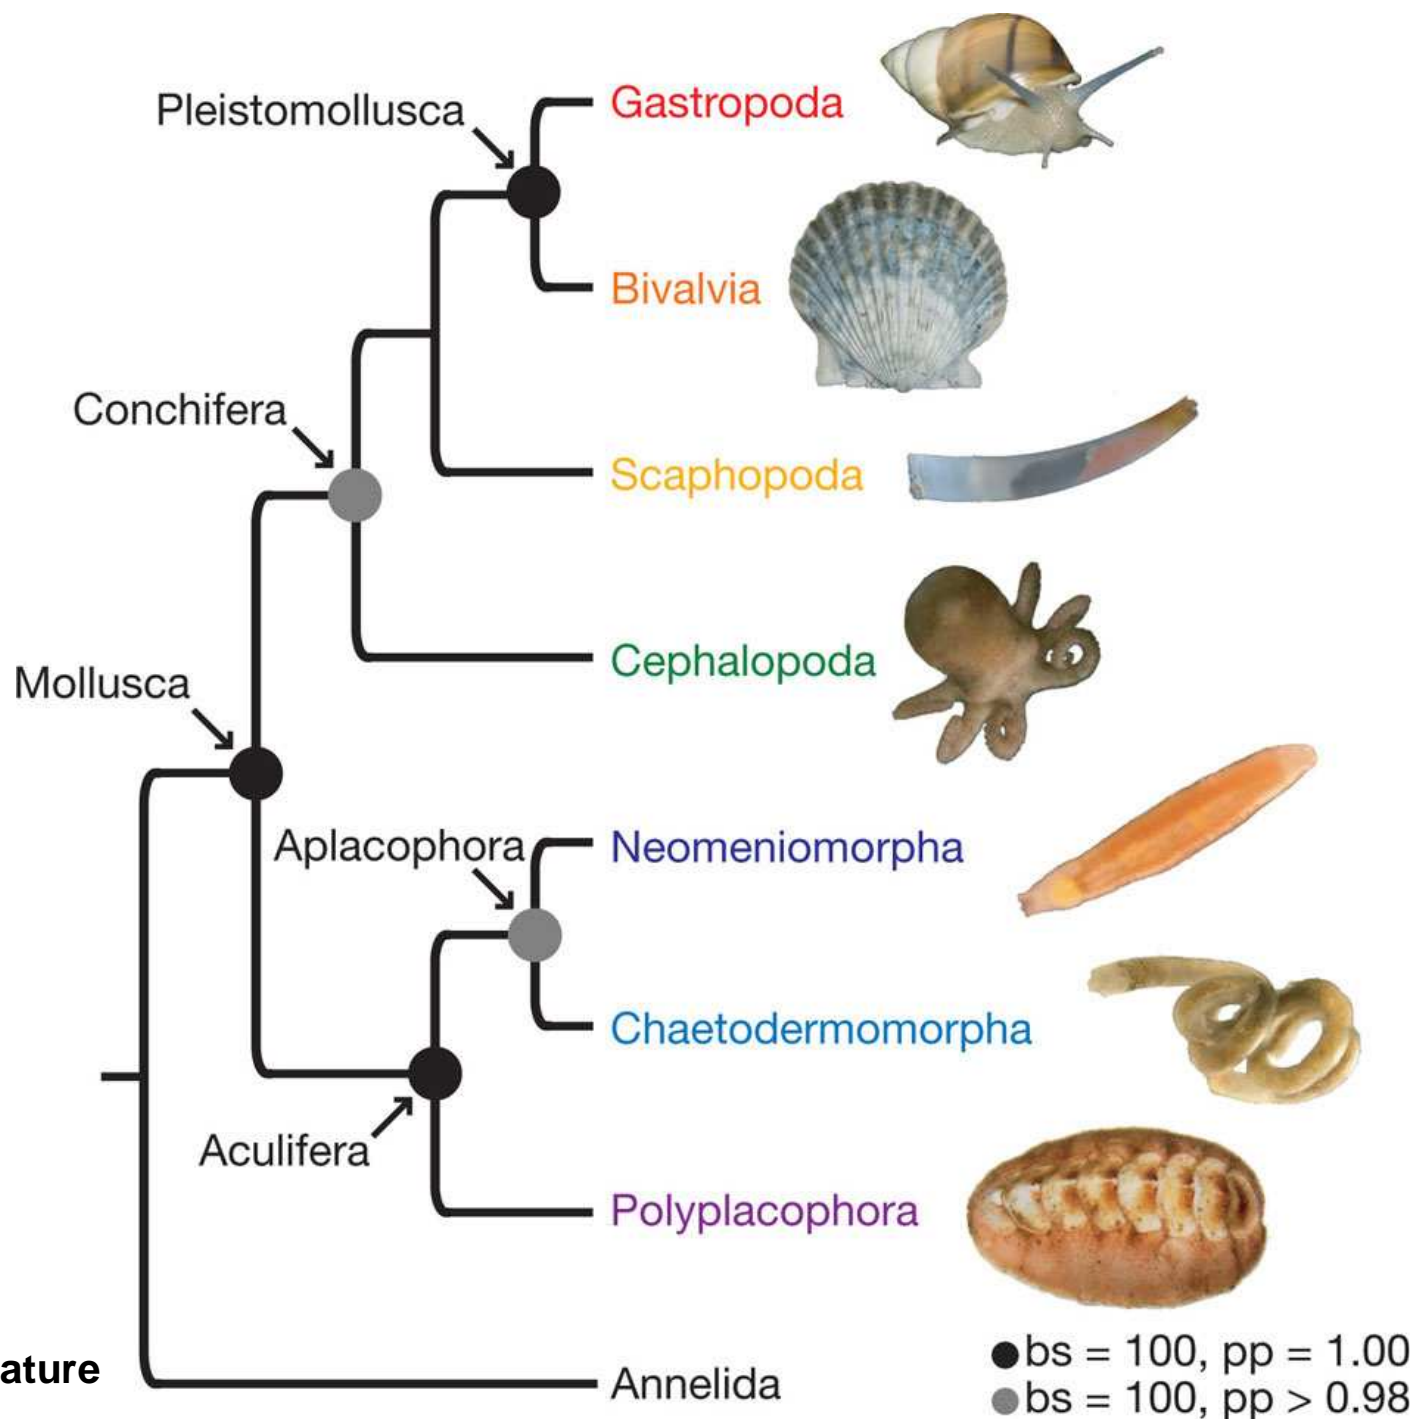 Pleistomollusca
Gastropoda
Bivalvia
Conchifera
Scaphopoda
Cephalopoda
Mollusca
Aplacophora
Neomeniomorpha
Chaetodermomorpha
Aculifera
Polyplacophora
Annelida
ature
bs = 100, pp = 1.00
bs = 100, pp > 0.98